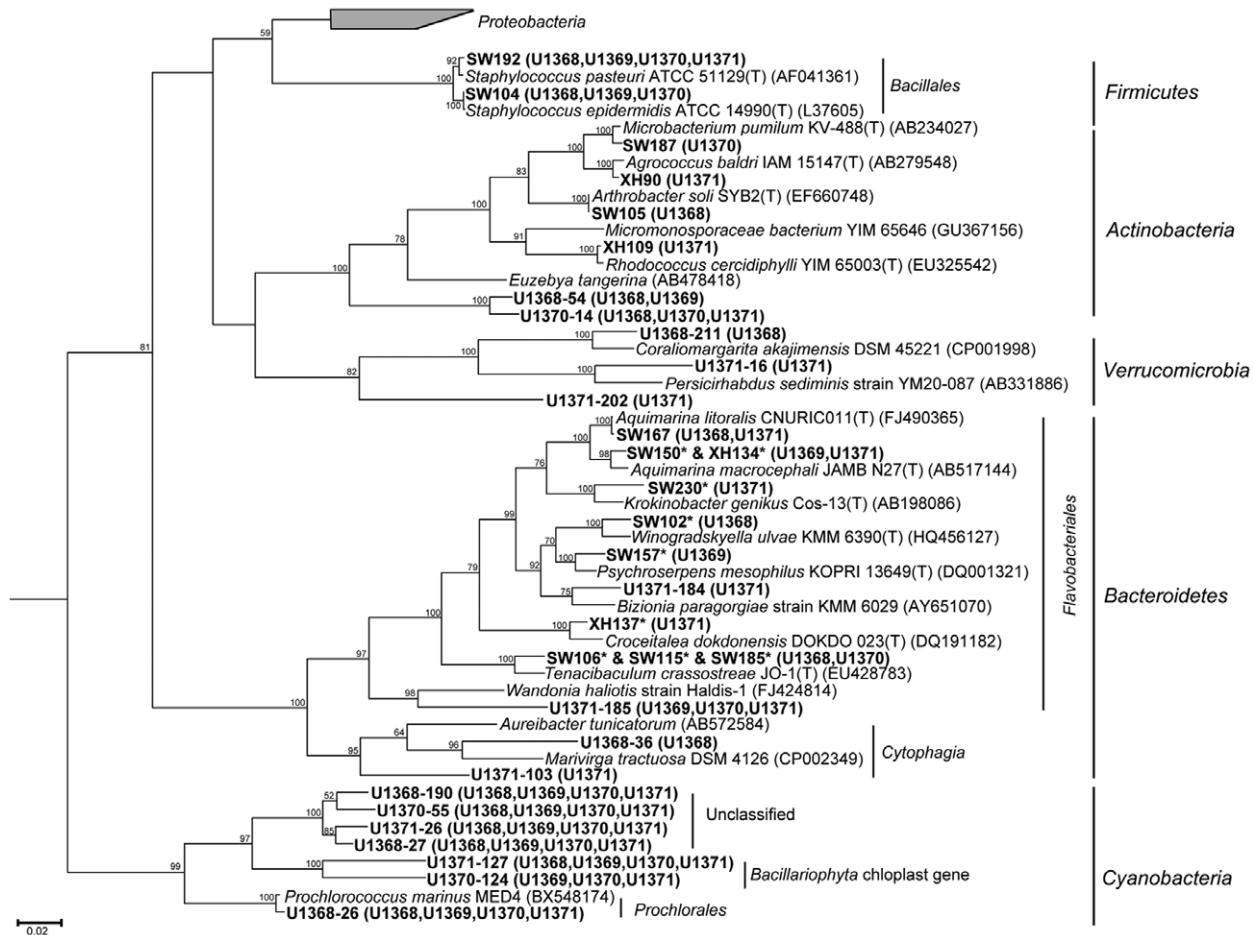 Proteobacteria
59
92
SW192 (U1368,U1369,U1370,U1371)
Staphylococcus pasteuri ATCC 51129(T) (AF041361)
100
SW104 (U1368,U1369,U1370)
100
Staphylococcus epidermidis ATCC 14990(T) (L37605)
Bacillales
Firmicutes
100
Microbacterium pumilum KV-488(T) (AB234027)
SW187 (U1370)
100
Agrococcus baldri IAM 15147(T) (AB279548)
100
XH90 (U1371)
83
Arthrobacter soli SYB2(T) (EF660748)
100
SW105 (U1368)
100
Micromonosporaceae bacterium YIM 65646 (GU367156)
91
XH109 (U1371)
100
Rhodococcus cercidiphylli YIM 65003(T) (EU325542)
78
Euzebya tangerina (AB478418)
100
U1368-54 (U1368,U1369)
100
U1370-14 (U1368,U1370,U1371)
Actinobacteria
U1368-211 (U1368)
100
Coraliomargarita akajimensis DSM 45221 (CP001998)
100
U1371-16 (U1371)
100
Persicirhabdus sediminis strain YM20-087 (AB331886)
82
U1371-202 (U1371)
Verrucomicrobia
81
Aquimarina litoralis CNURIC011(T) (FJ490365)
100
SW167 (U1368,U1371)
100
SW150* & XH134* (U1369,U1371)
98
Aquimarina macrocephali JAMB N27(T) (AB517144)
76
SW230* (U1371)
100
Krokinobacter genikus Cos-13(T) (AB198086)
99
SW102* (U1368)
100
Winogradskyella ulvae KMM 6390(T) (HQ456127)
70
SW157* (U1369)
100
Psychroserpens mesophilus KOPRI 13649(T) (DQ001321)
92
U1371-184 (U1371)
75
Bizionia paragorgiae strain KMM 6029 (AY651070)
79
XH137* (U1371)
100
Croceitalea dokdonensis DOKDO 023(T) (DQ191182)
100
SW106* & SW115* & SW185* (U1368,U1370)
100
Tenacibaculum crassostreae JO-1(T) (EU428783)
97
Wandonia haliotis strain Haldis-1 (FJ424814)
98
U1371-185 (U1369,U1370,U1371)
Flavobacteriales
100
Aureibacter tunicatorum (AB572584)
64
U1368-36 (U1368)
96
Marivirga tractuosa DSM 4126 (CP002349)
95
U1371-103 (U1371)
Cytophagia
Bacteroidetes
U1368-190 (U1368,U1369,U1370,U1371)
52
U1370-55 (U1368,U1369,U1370,U1371)
100
U1371-26 (U1368,U1369,U1370,U1371)
85
U1368-27 (U1368,U1369,U1370,U1371)
Unclassified
97
U1371-127 (U1368,U1369,U1370,U1371)
100
U1370-124 (U1369,U1370,U1371)
Bacillariophyta chloplast gene
99
Prochlorococcus marinus MED4 (BX548174)
100
U1368-26 (U1368,U1369,U1370,U1371)
Prochlorales
Cyanobacteria
0.02